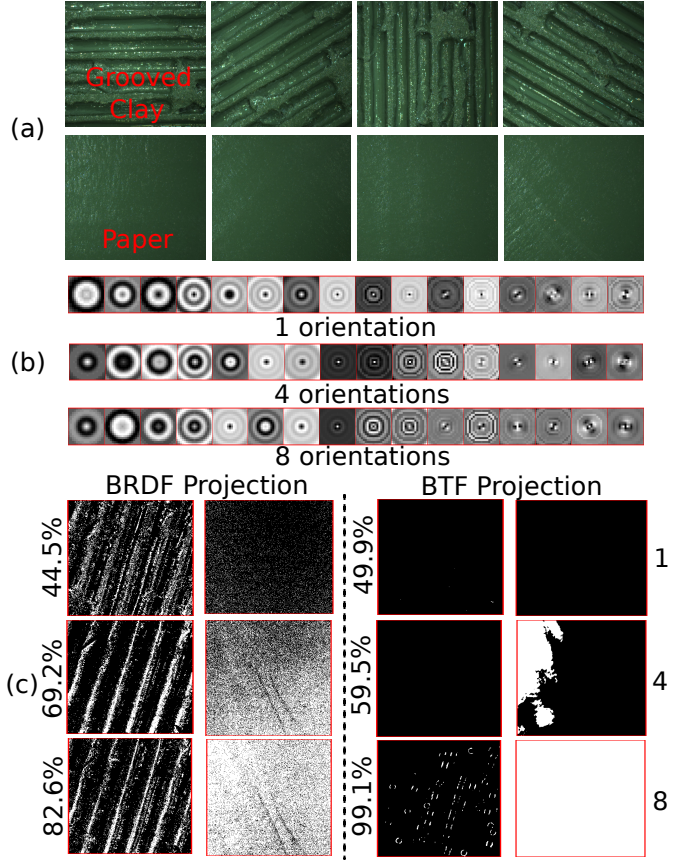 (a)
Grooved
Clay
Paper
(b)
1 orientation
4 orientations
8 orientations
BRDF Projection
BTF Projection
(c)
44.5%
49.9%
1
69.2%
59.5%
4
82.6%
99.1%
8